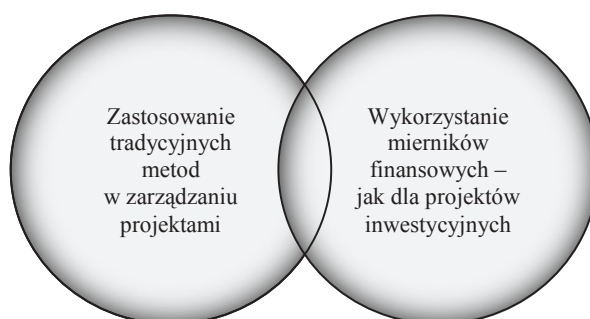 Zastosowanie
tradycyjnych
metod
w zarządzaniu
projektami
Wykorzystanie
mierników
finansowych –
jak dla projektów
inwestycyjnych